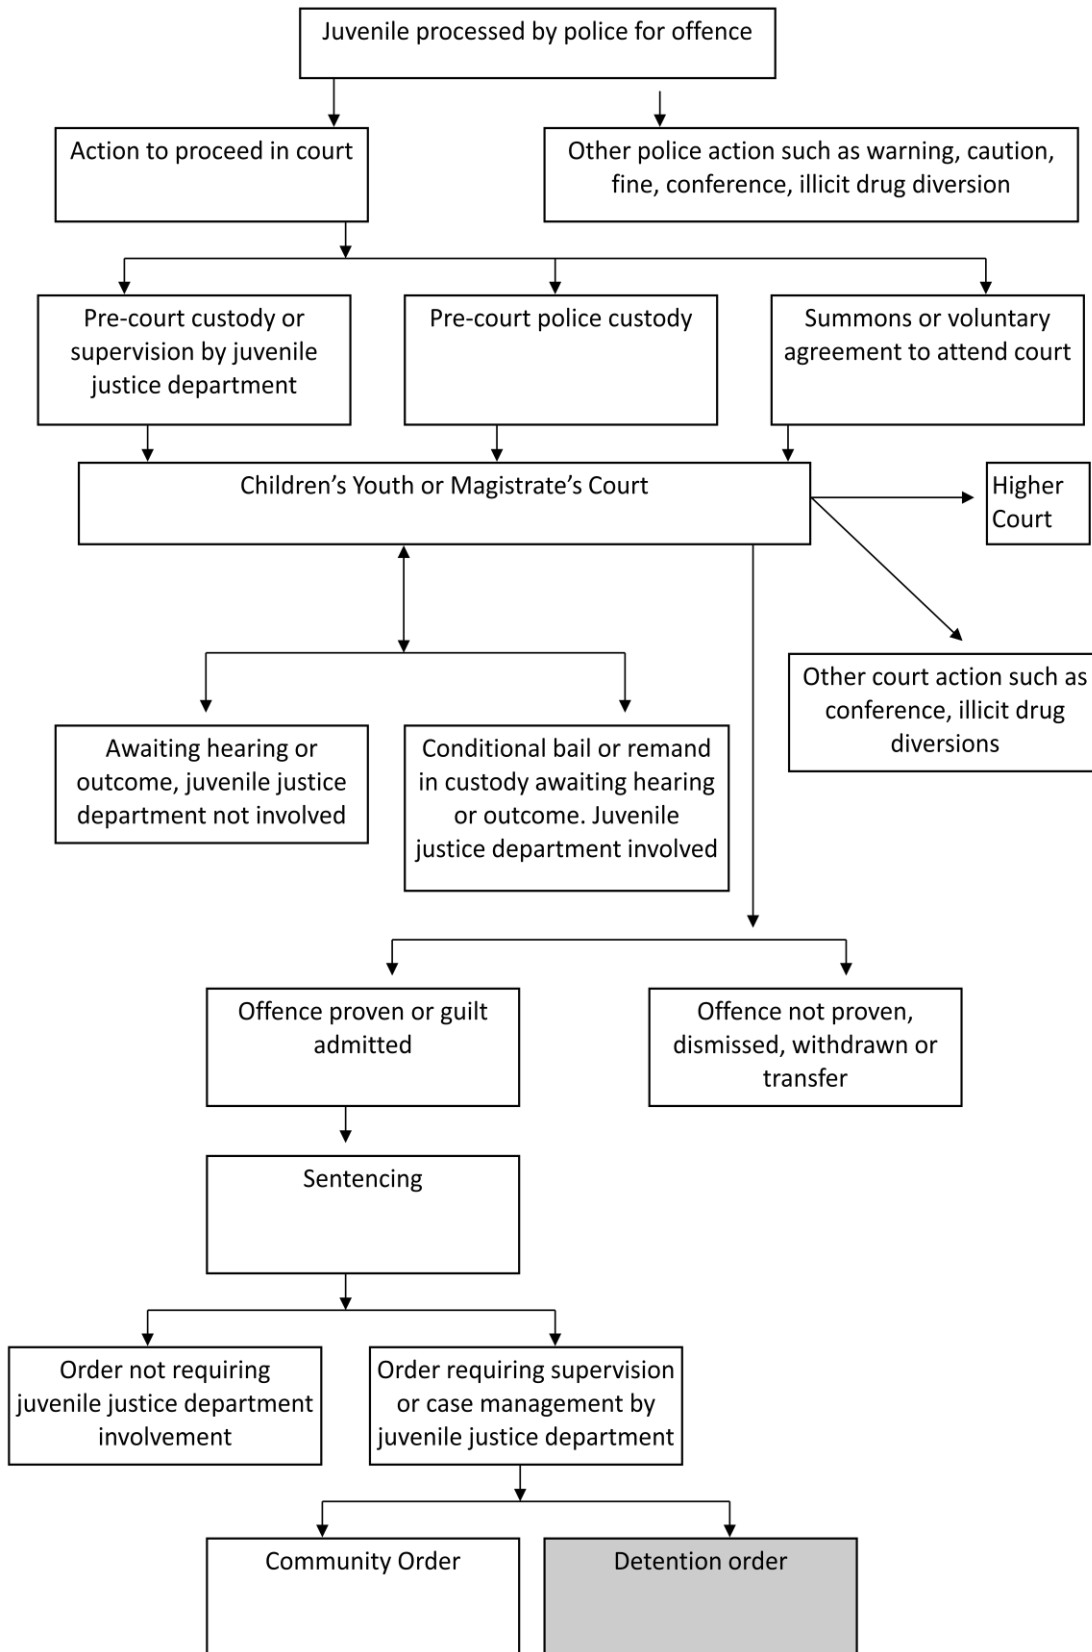 Juvenile processed by police for offence
Action to proceed in court
Other police action such as warning, caution,
fine, conference, illicit drug diversion
Pre-court custody or
supervision by juvenile
justice department
Pre-court police custody
Summons or voluntary
agreement to attend court
Children’s Youth or Magistrate’s Court
Higher
Court
Other court action such as
conference, illicit drug
diversions
Awaiting hearing or
outcome, juvenile justice
department not involved
Conditional bail or remand
in custody awaiting hearing
or outcome. Juvenile
justice department involved
Offence proven or guilt
admitted
Offence not proven,
dismissed, withdrawn or
transfer
Sentencing
Order not requiring
juvenile justice department
involvement
Order requiring supervision
or case management by
juvenile justice department
Community Order
Detention order